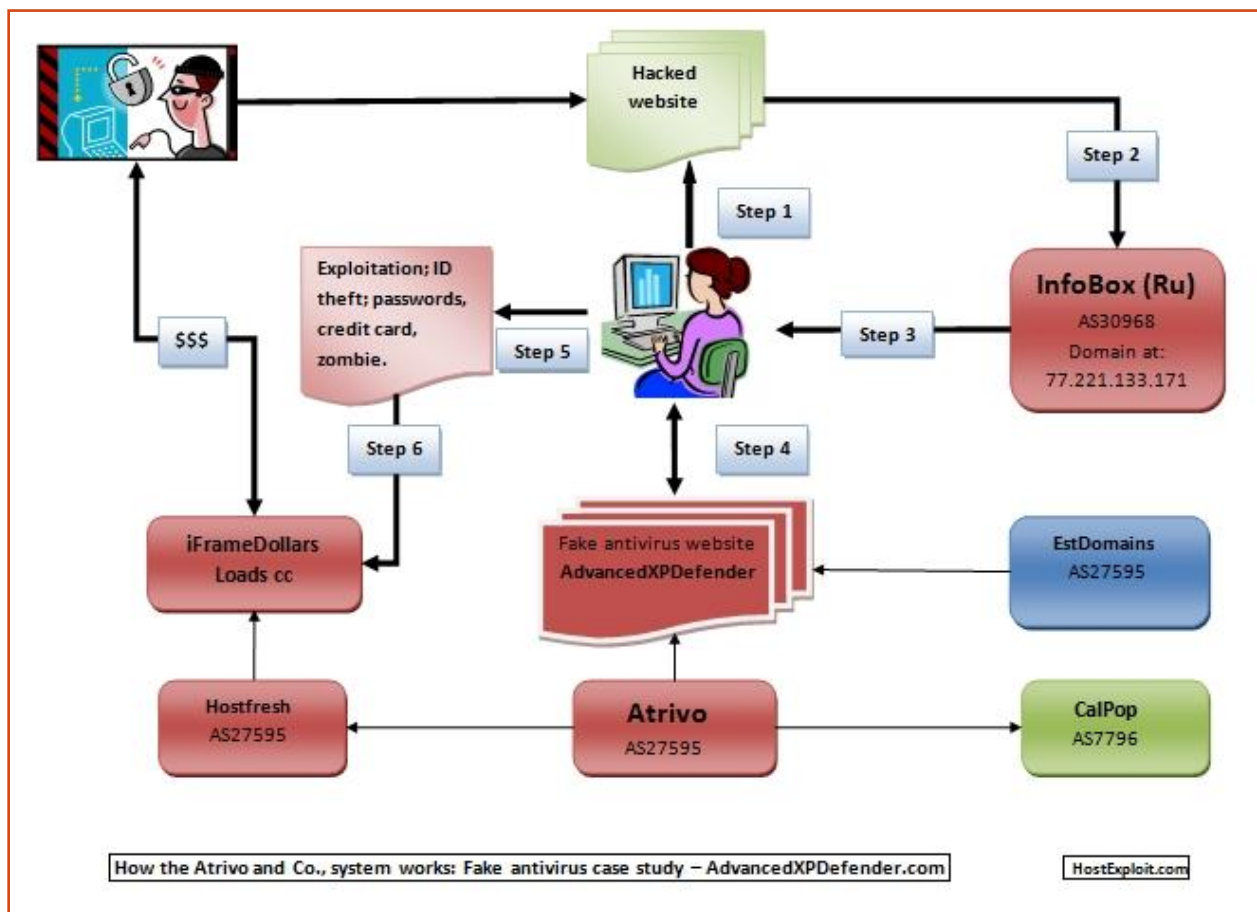 Hacked
website
Step 2
Step 1
Exploitation; ID
theft; passwords,
credit card,
zombie.
InfoBox (Ru)
AS30968
Domain at:
77.221.133.171
$$$
Step 5
Step 3
Step 6
Step 4
iFrameDollars
Loads cc
Fake antivirus website
AdvancedXPDefender
EstDomains
AS27595
Hostfresh
AS27595
Atrivo
AS27595
CalPop
AS7796
How the Atrivo and Co., system works: Fake antivirus case study – AdvancedXPDefender.com
HostExploit.com